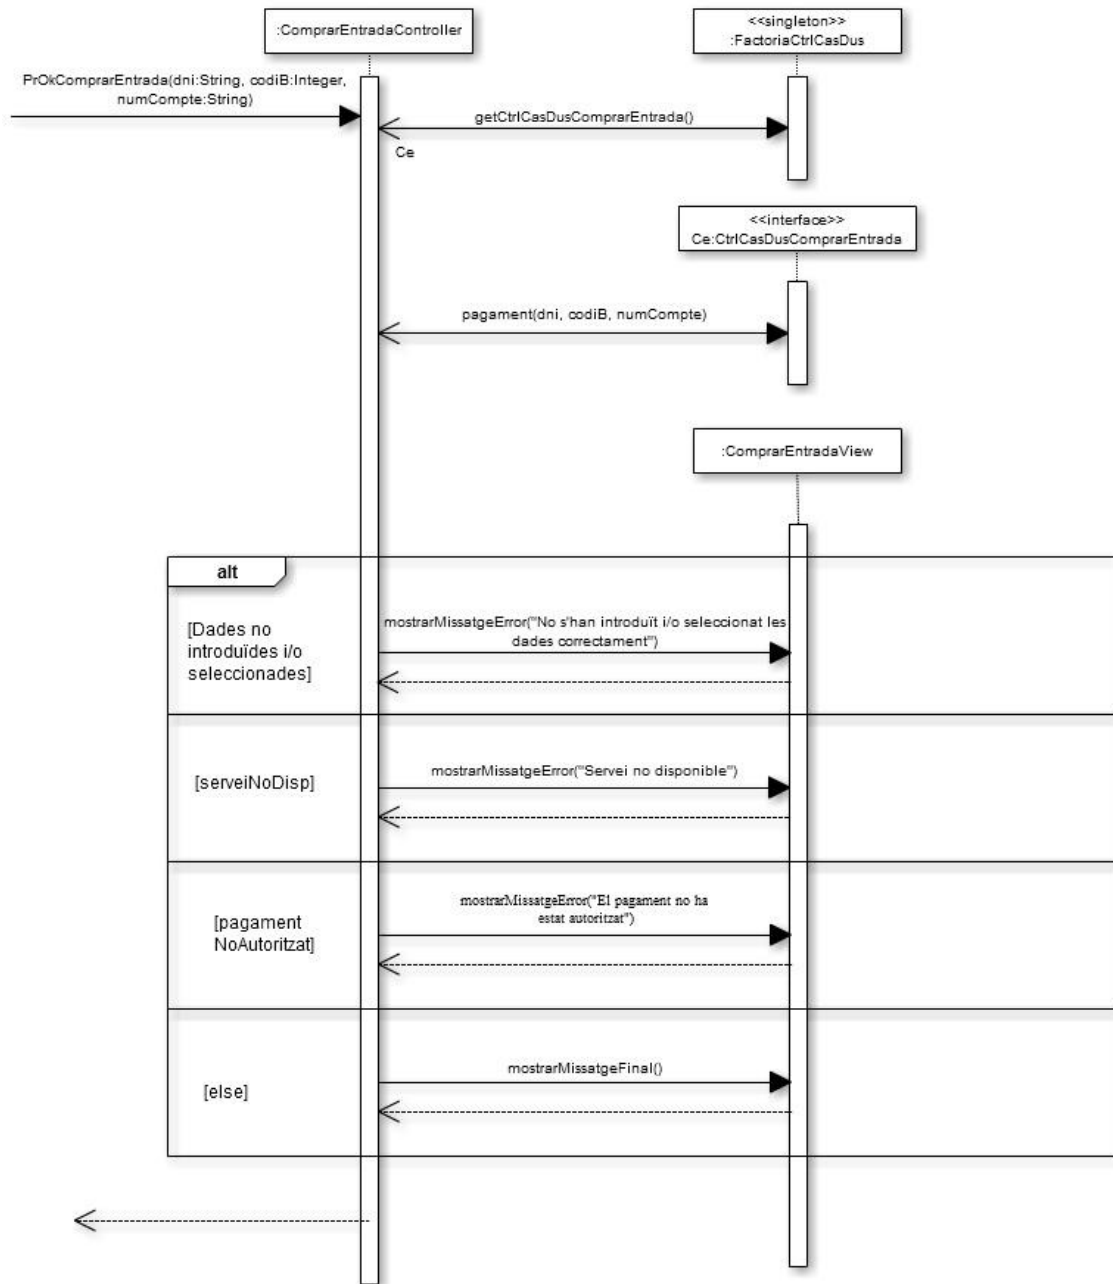 :ComprarEntradaController
<<singleton>>
:FactoriaCtrlCasDus
PrOkComprarEntrada(dni:String, codiB:Integer,
numCompte:String)
getCtrlCasDusComprarEntrada()
Ce
<<interface>>
Ce:CtrlCasDusComprarEntrada
pagament(dni, codiB, numCompte)
:ComprarEntradaView
alt
[Dades no
introduïdes i/o
seleccionades]
mostrarMissatgeError("No s'han introduït i/o seleccionat les
dades correctament")
[serveiNoDisp]
mostrarMissatgeError("Servei no disponible")
[pagament
NoAutoritzat]
mostrarMissatgeError("El pagament no ha
estat autoritzat")
[else]
mostrarMissatgeFinal()